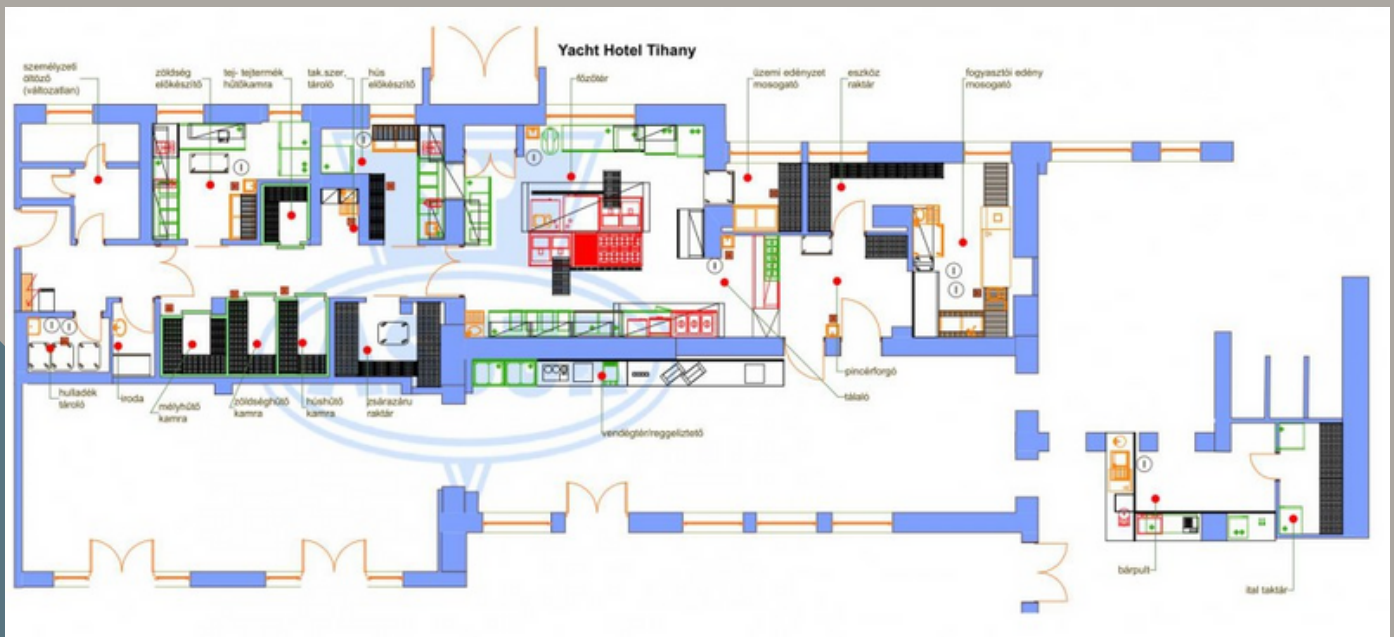 Yacht Hotel Tihany
személyzeti
öltöző
(változatlan)
zöldség
előkészítő
tej- tejtermék
hűtőkamra
tak.szer.
tároló
hús
előkészítő
főzőtér
üzemi edényzet
mosogató
eszköz
raktár
fogyasztói edény
mosogató
hulladék
tároló
iroda
mélyhűtő
kamra
zöldséghűtő
kamra
húshűtő
kamra
zsárazáru
raktár
vendégtér/reggeliztető
pincérforgó
tálaló
bárpult
ital taktár